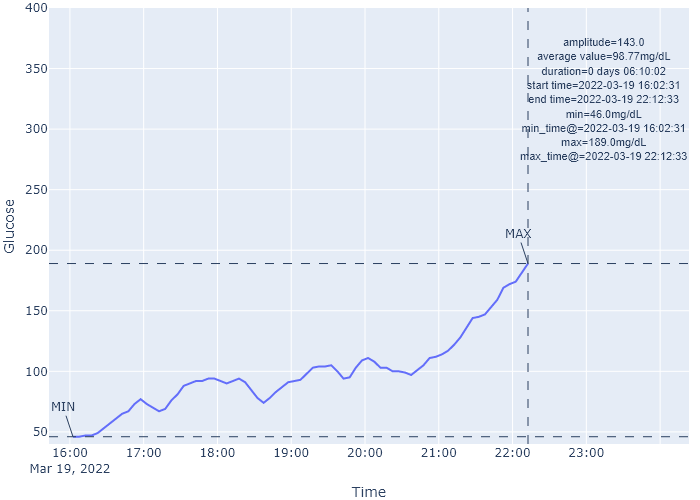 400
350
300
250
200
150
100
50
Glucose
amplitude=143.0
average value=98.77mg/dL
duration=0 days 06:10:02
start time=2022-03-19 16:02:31
end time=2022-03-19 22:12:33
min=46.0mg/dL
min_time@=2022-03-19 16:02:31
max=189.0mg/dL
max_time@=2022-03-19 22:12:33
MAX
MIN
16:00 17:00 18:00 19:00 20:00 21:00 22:00 23:00
Mar 19, 2022
Time